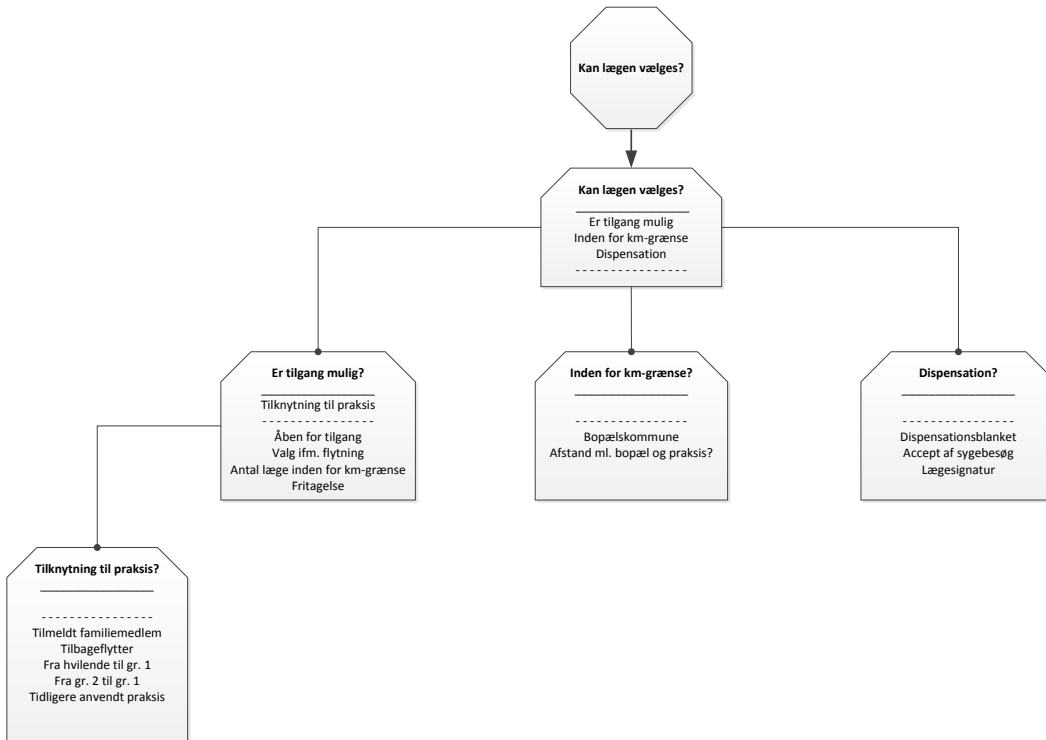 Kan lægen vælges?
Kan lægen vælges?
Er tilgang mulig
Inden for km-grænse
Dispensation
- - - - - - - - - - - - - - - -
Er tilgang mulig?
Tilknytning til praksis
- - - - - - - - - - - - - - - -
Åben for tilgang
Valg ifm. flytning
Antal læge inden for km-grænse
Fritagelse
Inden for km-grænse?
- - - - - - - - - - - - - - - -
Bopælskommune
Afstand ml. bopæl og praksis?
Dispensation?
- - - - - - - - - - - - - - - -
Dispensationsblanket
Accept af sygebesøg
Lægesignatur
Tilknytning til praksis?
- - - - - - - - - - - - - - - -
Tilmeldt familiemedlem
Tilbageflytter
Fra hvilende til gr. 1
Fra gr. 2 til gr. 1
Tidligere anvendt praksis